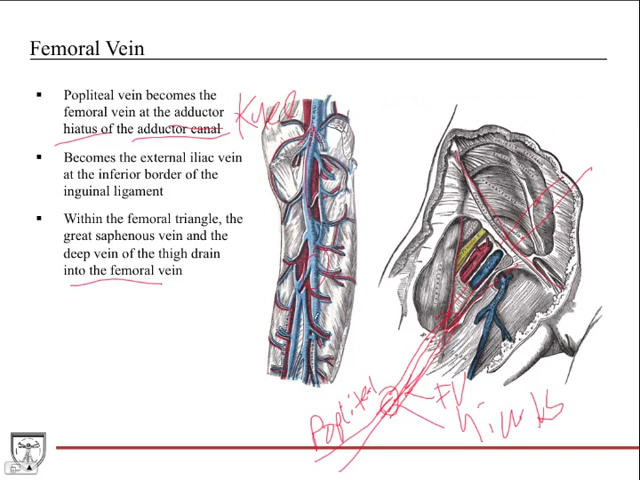 Femoral Vein
▪ Popliteal vein becomes the
femoral vein at the adductor
hiatus of the adductor canal
▪ Becomes the external iliac vein
at the inferior border of the
inguinal ligament
▪ Within the femoral triangle, the
great saphenous vein and the
deep vein of the thigh drain
into the femoral vein
Knee
Popliteal
FV